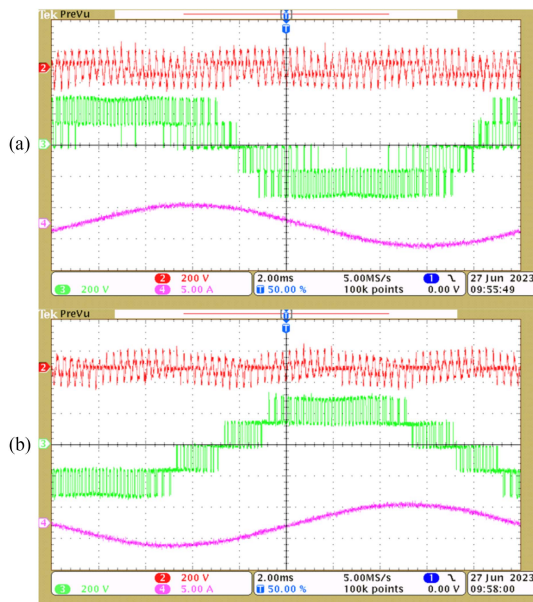 Tek PreVu
M
T
2
(a)
3
4
2 200 V 2.00ms 5.00MS/s 1 27 Jun 2023
3 200 V 4 5.00 A T 50.00 % 100k points 0.00 V 09:55:49
Tek PreVu
M
T
2
(b)
3
4
2 200 V 2.00ms 5.00MS/s 1 27 Jun 2023
3 200 V 4 5.00 A T 50.00 % 100k points 0.00 V 09:58:00